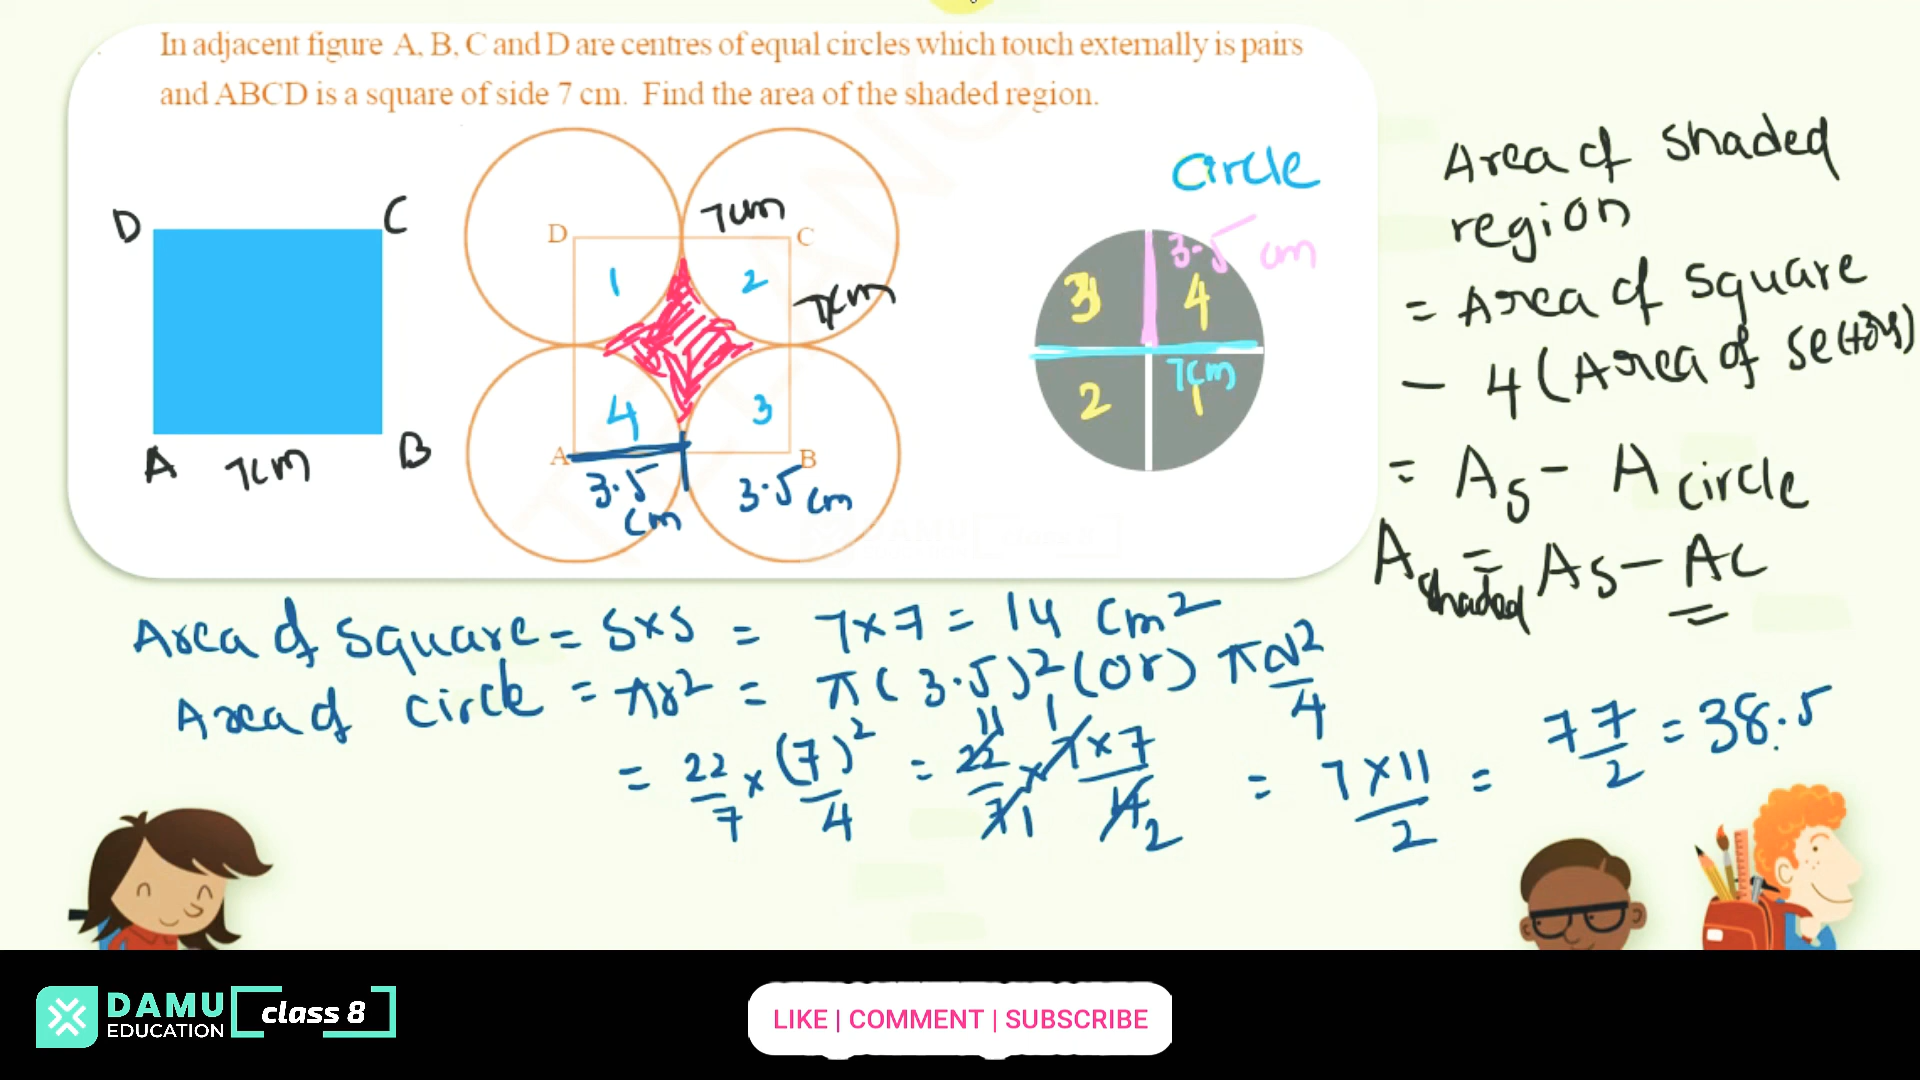 In adjacent figure A, B, C and D are centres of equal circles which touch externally is pairs
and ABCD is a square of side 7 cm. Find the area of the shaded region.
D C
A 7cm B
D 7cm C
1 2
7cm
4 3
A B
3.5 cm 3.5 cm
circle
3.5 cm
3 4
7cm
2 1
Area of shaded
region
= Area of square
- 4 (Area of sector)
= As - A circle
A shaded = As - Ac
Area of square = s x s = 7 x 7 = 14 cm²
Area of circle = πr² = π(3.5)² (or) πd²/4
= 22/7 x (7)²/4 = 22/7 1 x 7 x 7/4 2 11 1 = 7 x 11/2 = 77/2 = 38.5
DAMU
EDUCATION
class 8
LIKE | COMMENT | SUBSCRIBE